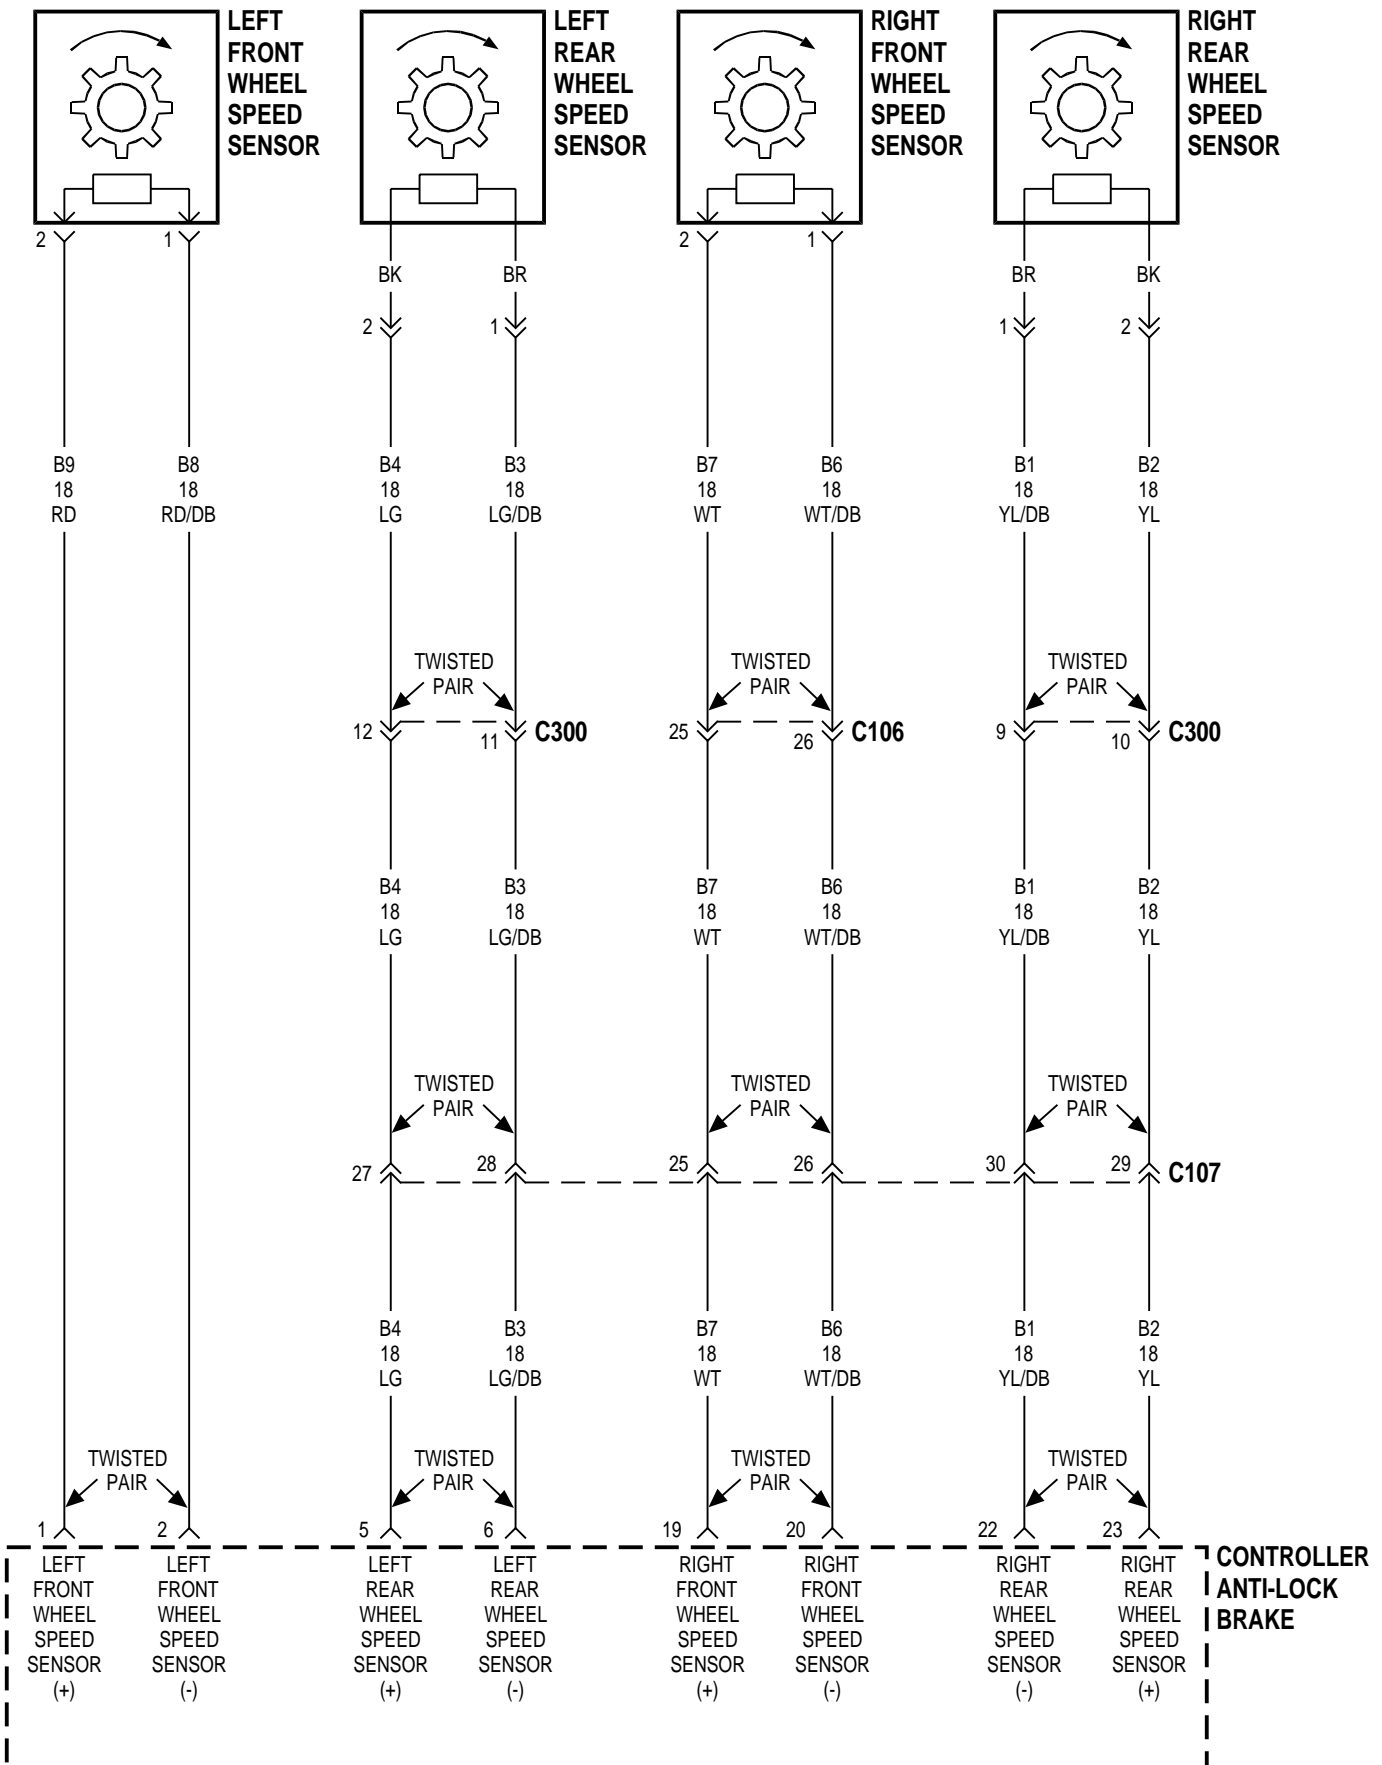 LEFT
FRONT
WHEEL
SPEED
SENSOR
LEFT
REAR
WHEEL
SPEED
SENSOR
RIGHT
FRONT
WHEEL
SPEED
SENSOR
RIGHT
REAR
WHEEL
SPEED
SENSOR
2 1 2 1
BK BR BR BK
2 1 1 2
B9 B8 B4 B3 B7 B6 B1 B2
18 18 18 18 18 18 18 18
RD RD/DB LG LG/DB WT WT/DB YL/DB YL
TWISTED TWISTED TWISTED
PAIR PAIR PAIR
12 11 C300 25 26 C106 9 10 C300
B4 B3 B7 B6 B1 B2
18 18 18 18 18 18
LG LG/DB WT WT/DB YL/DB YL
TWISTED TWISTED TWISTED
PAIR PAIR PAIR
27 28 25 26 30 29 C107
B4 B3 B7 B6 B1 B2
18 18 18 18 18 18
LG LG/DB WT WT/DB YL/DB YL
TWISTED TWISTED TWISTED TWISTED
PAIR PAIR PAIR PAIR
1 2 5 6 19 20 22 23
LEFT
FRONT
WHEEL
SPEED
SENSOR
(+)
LEFT
FRONT
WHEEL
SPEED
SENSOR
(-)
LEFT
REAR
WHEEL
SPEED
SENSOR
(+)
LEFT
REAR
WHEEL
SPEED
SENSOR
(-)
RIGHT
FRONT
WHEEL
SPEED
SENSOR
(+)
RIGHT
FRONT
WHEEL
SPEED
SENSOR
(-)
RIGHT
REAR
WHEEL
SPEED
SENSOR
(-)
RIGHT
REAR
WHEEL
SPEED
SENSOR
(+)
CONTROLLER
ANTI-LOCK
BRAKE